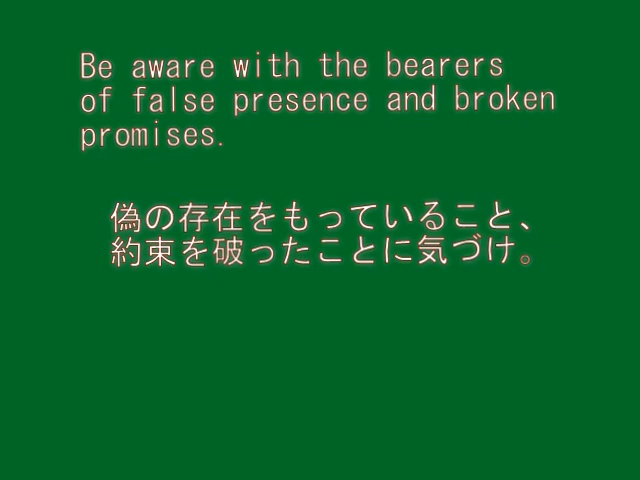 Be aware with the bearers
of false presence and broken
promises.
偽の存在をもっていること、
約束を破ったことに気づけ。